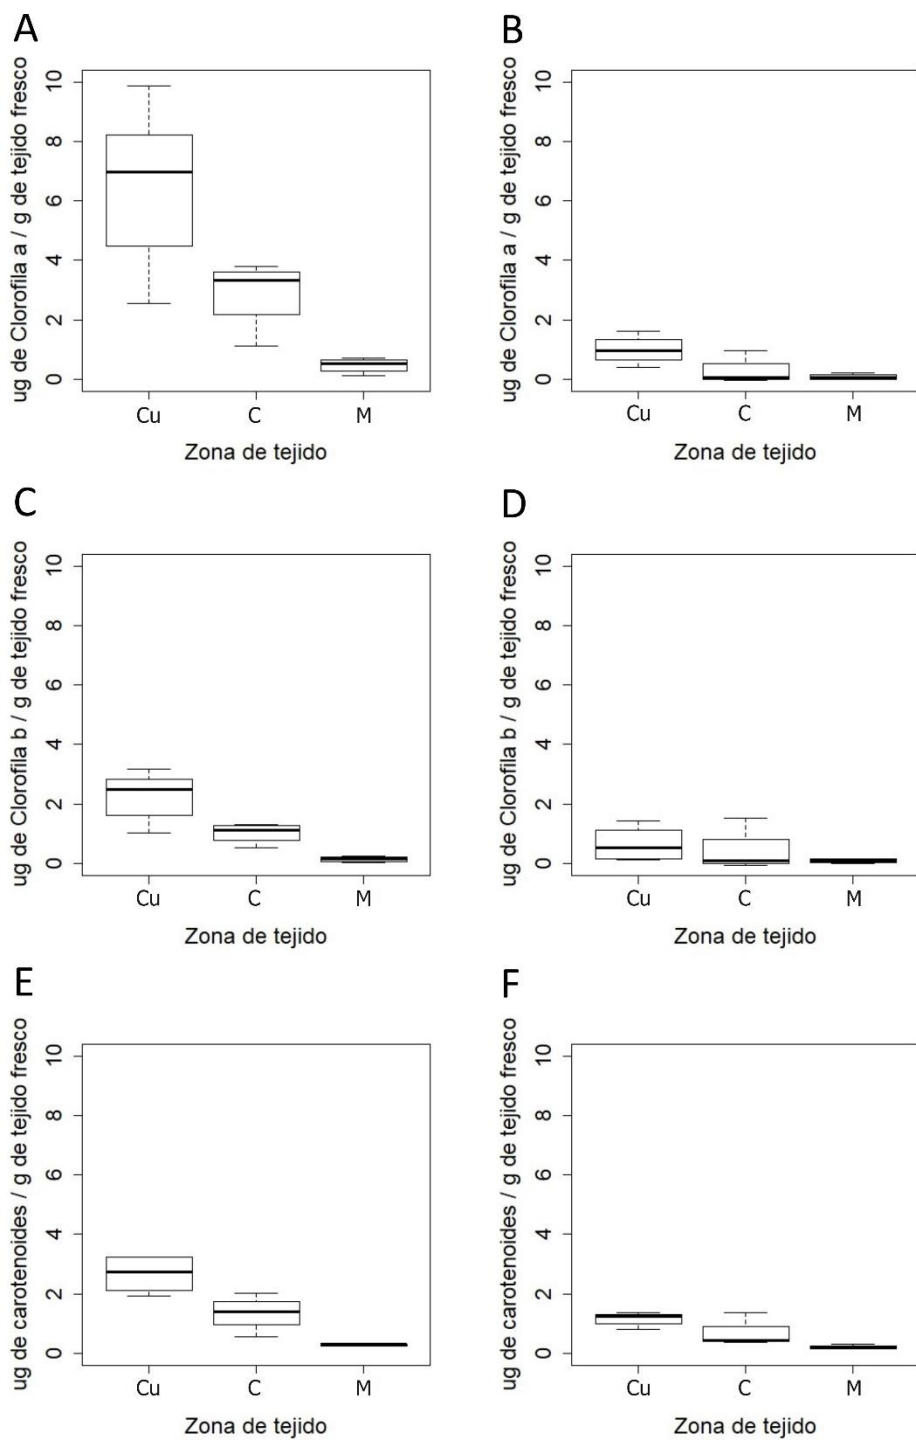 A
ug de Clorofila a / g de tejido fresco
10
8
6
4
2
0
Cu C M
Zona de tejido
B
ug de Clorofila a / g de tejido fresco
10
8
6
4
2
0
Cu C M
Zona de tejido
C
ug de Clorofila b / g de tejido fresco
10
8
6
4
2
0
Cu C M
Zona de tejido
D
ug de Clorofila b / g de tejido fresco
10
8
6
4
2
0
Cu C M
Zona de tejido
E
ug de carotenoides / g de tejido fresco
10
8
6
4
2
0
Cu C M
Zona de tejido
F
ug de carotenoides / g de tejido fresco
10
8
6
4
2
0
Cu C M
Zona de tejido